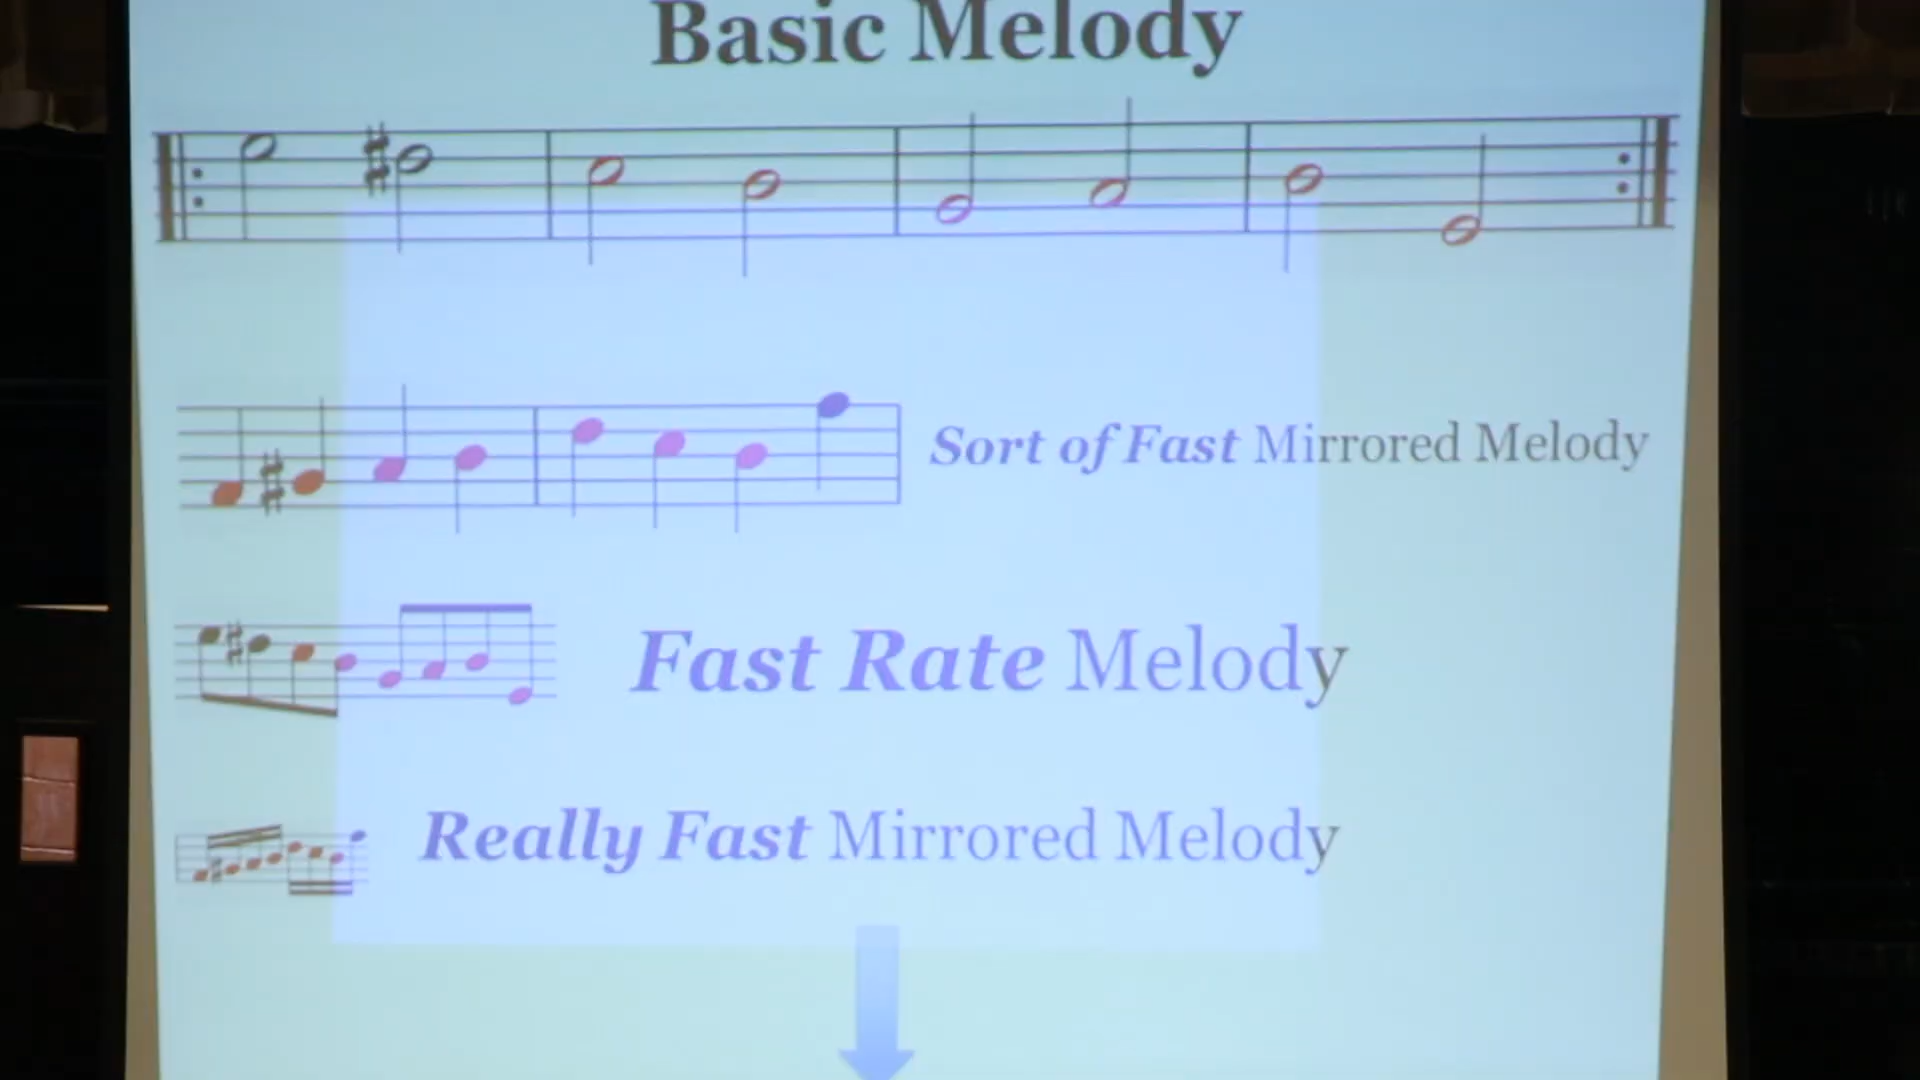 Basic Melody
Sort of Fast Mirrored Melody
Fast Rate Melody
Really Fast Mirrored Melody